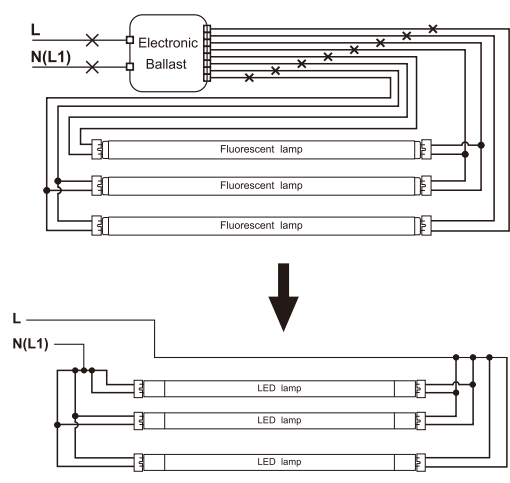 L
N(L1)
Electronic
Ballast
Fluorescent lamp
Fluorescent lamp
Fluorescent lamp
L
N(L1)
LED lamp
LED lamp
LED lamp